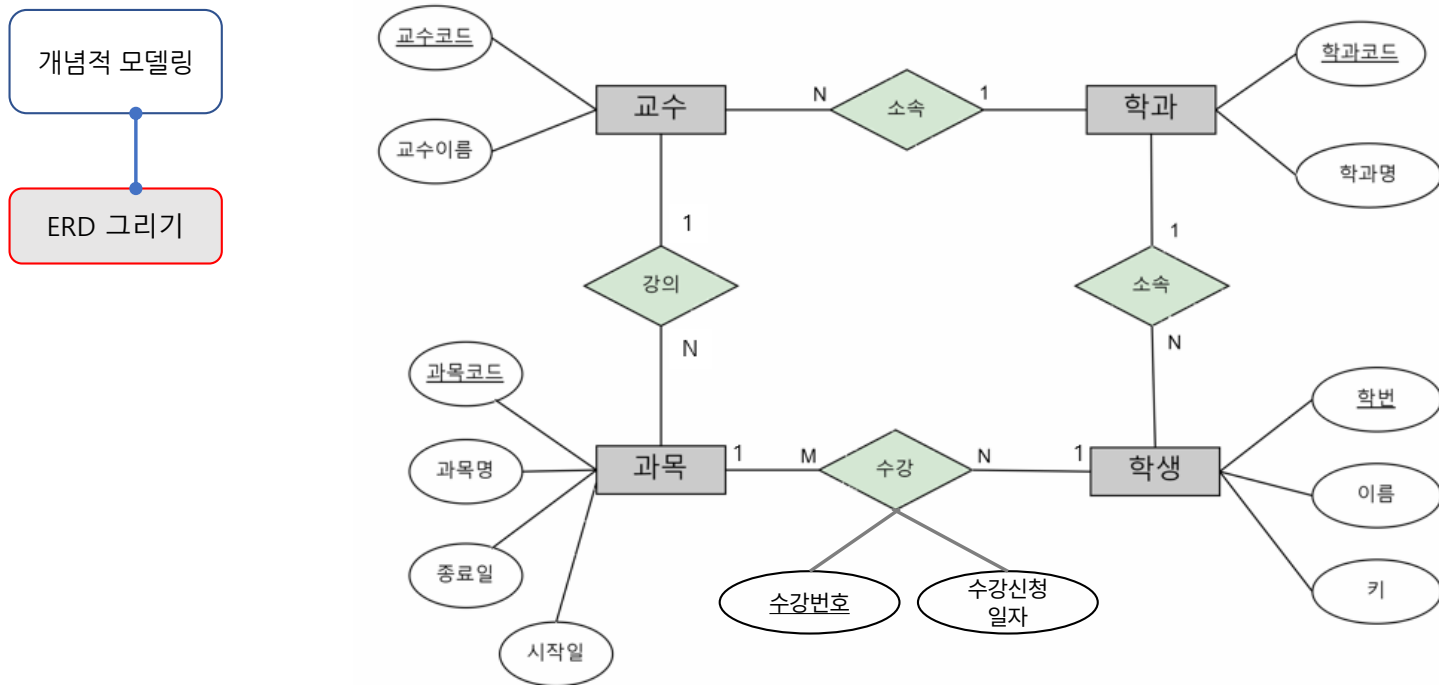 개념적 모델링
ERD 그리기
교수코드
교수이름
교수
N
소속
1
학과
학과코드
학과명
1
강의
N
1
소속
N
과목코드
과목명
종료일
시작일
과목
1
M
수강
N
1
학생
학번
이름
키
수강번호
수강신청
일자